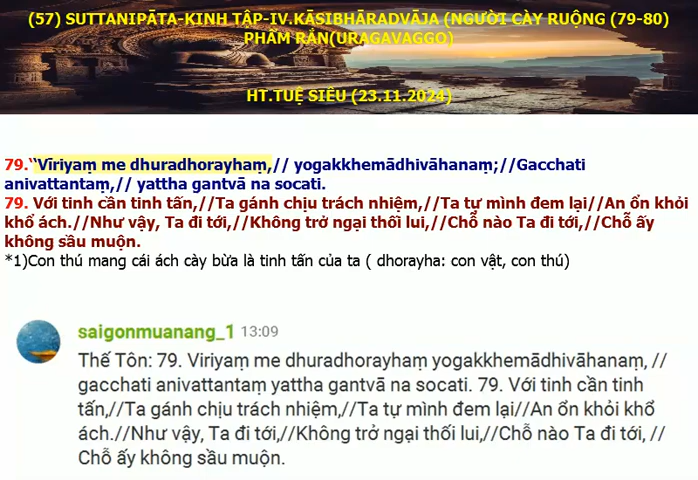 (57) SUTTANIPĀTA-KINH TẬP-IV.KĀSIBHĀRADVĀJA (NGƯỜI CÀY RUỘNG (79-80)
PHẨM RẮN(URAGAVAGGO)
HT.TUỆ SIÊU (23.11.2024)
79.“Vīriyaṃ me dhuradhorayhaṃ,// yogakkhemādhivāhanaṃ;//Gacchati
anivattantaṃ,// yattha gantvā na socati.
79. Với tinh cần tinh tấn,//Ta gánh chịu trách nhiệm,//Ta tự mình đem lại//An ổn khỏi
khổ ách.//Như vậy, Ta đi tới,//Không trở ngại thối lui,//Chỗ nào Ta đi tới,//Chỗ ấy
không sầu muộn.
*1)Con thú mang cái ách cày bừa là tinh tấn của ta ( dhorayha: con vật, con thú)
saigonmuanang_1 13:09
Thế Tôn: 79. Viriyaṃ me dhuradhorayhaṃ yogakkhemādhivāhanaṃ, //
gacchati anivattantaṃ yattha gantvā na socati. 79. Với tinh cần tinh
tấn,//Ta gánh chịu trách nhiệm,//Ta tự mình đem lại//An ổn khỏi khổ
ách.//Như vậy, Ta đi tới,//Không trở ngại thối lui,//Chỗ nào Ta đi tới, //
Chỗ ấy không sầu muộn.